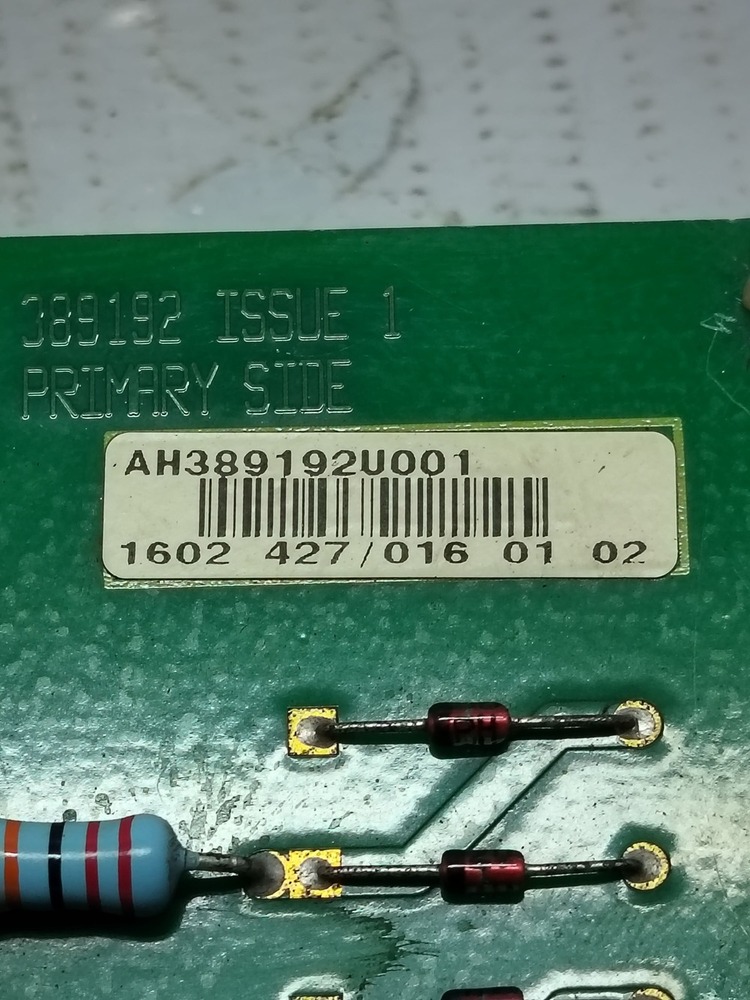 389192 ISSUE 1
PRIMARY SIDE
AH389192U001
1602 427/016 01 02